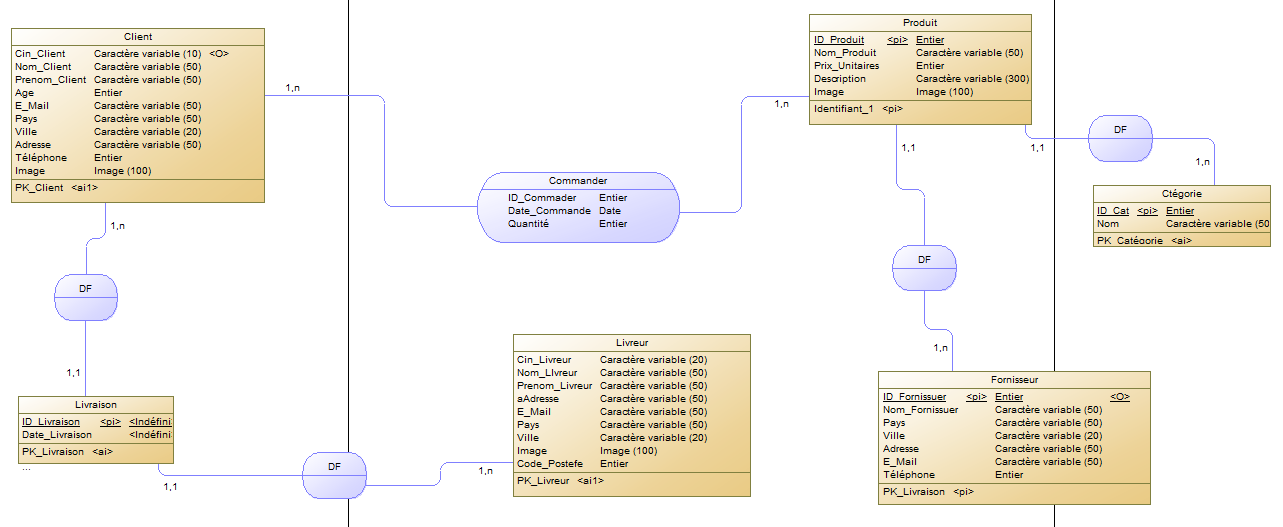 Client
Cin_Client Caractère variable (10) <O>
Nom_Client Caractère variable (50)
Prenom_Client Caractère variable (50)
Age Entier
E_Mail Caractère variable (50)
Pays Caractère variable (50)
Ville Caractère variable (20)
Adresse Caractère variable (50)
Téléphone Entier
Image Image (100)
PK_Client <ai1>
1,n
1,n
Produit
ID_Produit <pi> Entier
Nom_Produit Caractère variable (50)
Prix_Unitaires Entier
Description Caractère variable (300)
Image Image (100)
Identifiant_1 <pi>
1,n
1,1
1,1
DF
1,n
Commander
ID_Commader Entier
Date_Commande Date
Quantité Entier
Ctégorie
ID_Cat <pi> Entier
Nom Caractère variable (50
PK_Catégorie <ai>
DF
DF
1,1
1,n
Livreur
Cin_Livreur Caractère variable (20)
Nom_LIvreur Caractère variable (50)
Prenom_Livreur Caractère variable (50)
aAdresse Caractère variable (50)
E_Mail Caractère variable (50)
Pays Caractère variable (50)
Ville Caractère variable (20)
Image Image (100)
Code_Postefe Entier
PK_Livreur <ai1>
Fornisseur
ID_Fornissuer <pi> Entier <O>
Nom_Fornissuer Caractère variable (50)
Pays Caractère variable (50)
Ville Caractère variable (20)
Adresse Caractère variable (50)
E_Mail Caractère variable (50)
Téléphone Entier
PK_Livraison <pi>
Livraison
ID_Livraison <pi> <Indéfini
Date_Livraison <Indéfini
PK_Livraison <ai>
...
1,1
DF
1,n